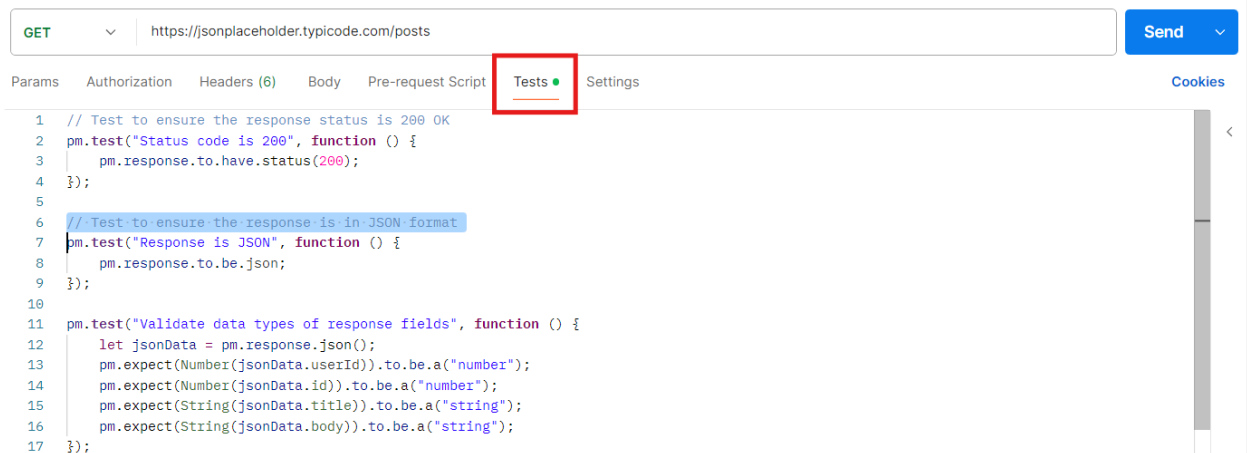 GET https://jsonplaceholder.typicode.com/posts Send
Params Authorization Headers (6) Body Pre-request Script Tests Settings Cookies
1 // Test to ensure the response status is 200 OK
2 pm.test("Status code is 200", function () {
3 pm.response.to.have.status(200);
4 });
5
6 // Test to ensure the response is in JSON format
7 pm.test("Response is JSON", function () {
8 pm.response.to.be.json;
9 });
10
11 pm.test("Validate data types of response fields", function () {
12 let jsonData = pm.response.json();
13 pm.expect(Number(jsonData.userId)).to.be.a("number");
14 pm.expect(Number(jsonData.id)).to.be.a("number");
15 pm.expect(String(jsonData.title)).to.be.a("string");
16 pm.expect(String(jsonData.body)).to.be.a("string");
17 });